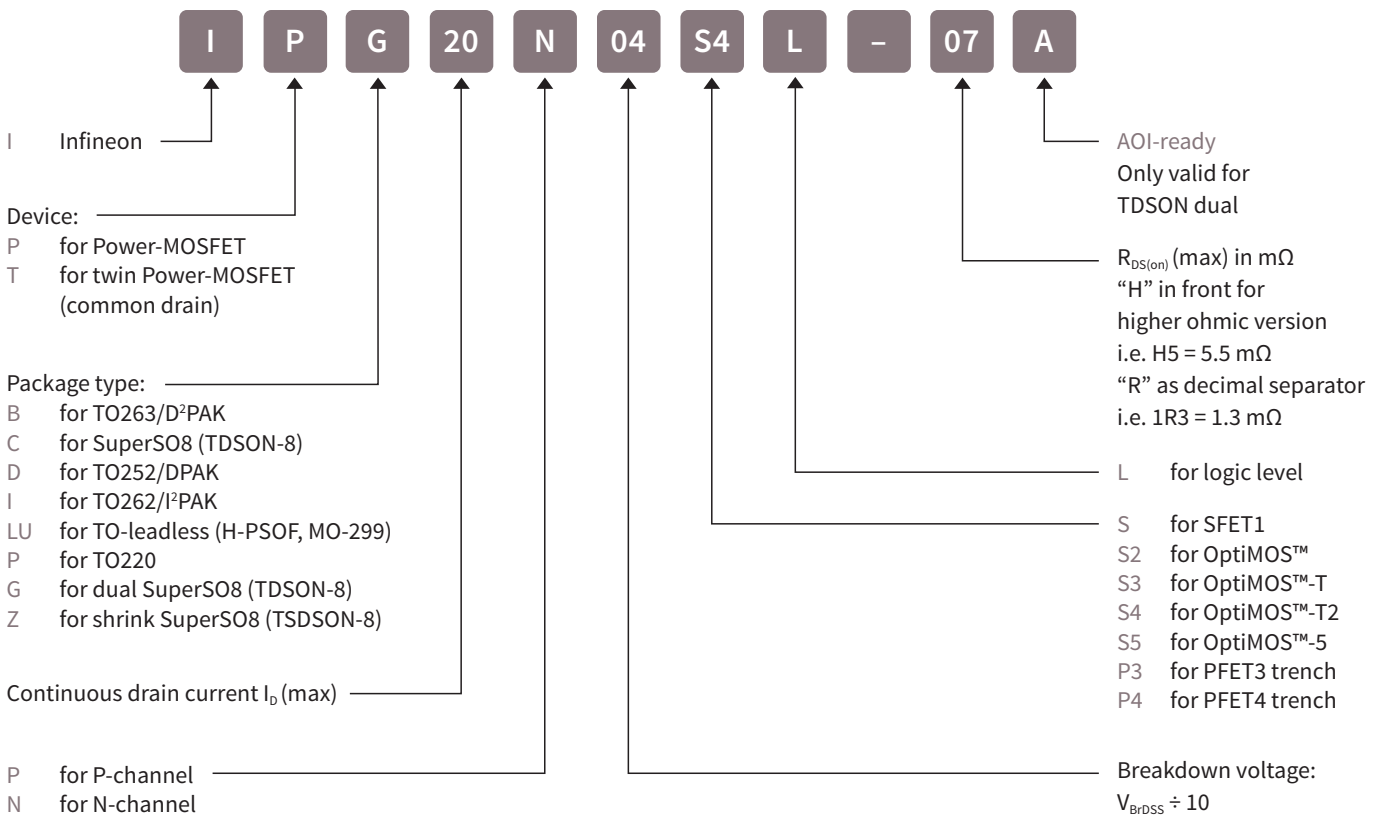 I P G 20 N 04 S4 L – 07 A
I Infineon
Device:
P for Power-MOSFET
T for twin Power-MOSFET
(common drain)
Package type:
B for TO263/D²PAK
C for SuperSO8 (TDSON-8)
D for TO252/DPAK
I for TO262/I²PAK
LU for TO-leadless (H-PSOF, MO-299)
P for TO220
G for dual SuperSO8 (TDSON-8)
Z for shrink SuperSO8 (TSDSON-8)
Continuous drain current I_D (max)
P for P-channel
N for N-channel
AOI-ready
Only valid for
TDSON dual
R_DS(on) (max) in mΩ
“H” in front for
higher ohmic version
i.e. H5 = 5.5 mΩ
“R” as decimal separator
i.e. 1R3 = 1.3 mΩ
L for logic level
S for SFET1
S2 for OptiMOS™
S3 for OptiMOS™-T
S4 for OptiMOS™-T2
S5 for OptiMOS™-5
P3 for PFET3 trench
P4 for PFET4 trench
Breakdown voltage:
V_BrDSS ÷ 10